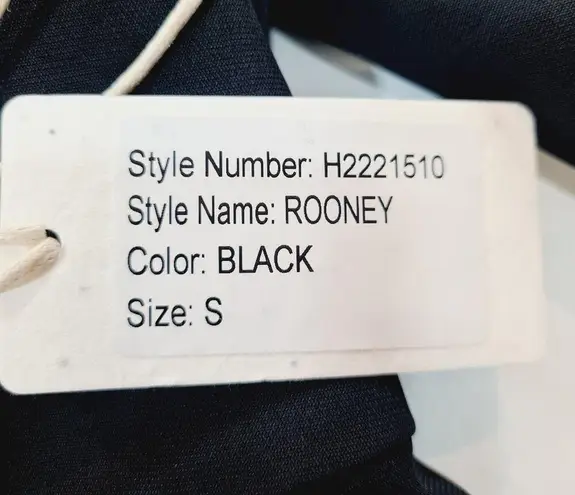 Style Number: H2221510
Style Name: ROONEY
Color: BLACK
Size: S